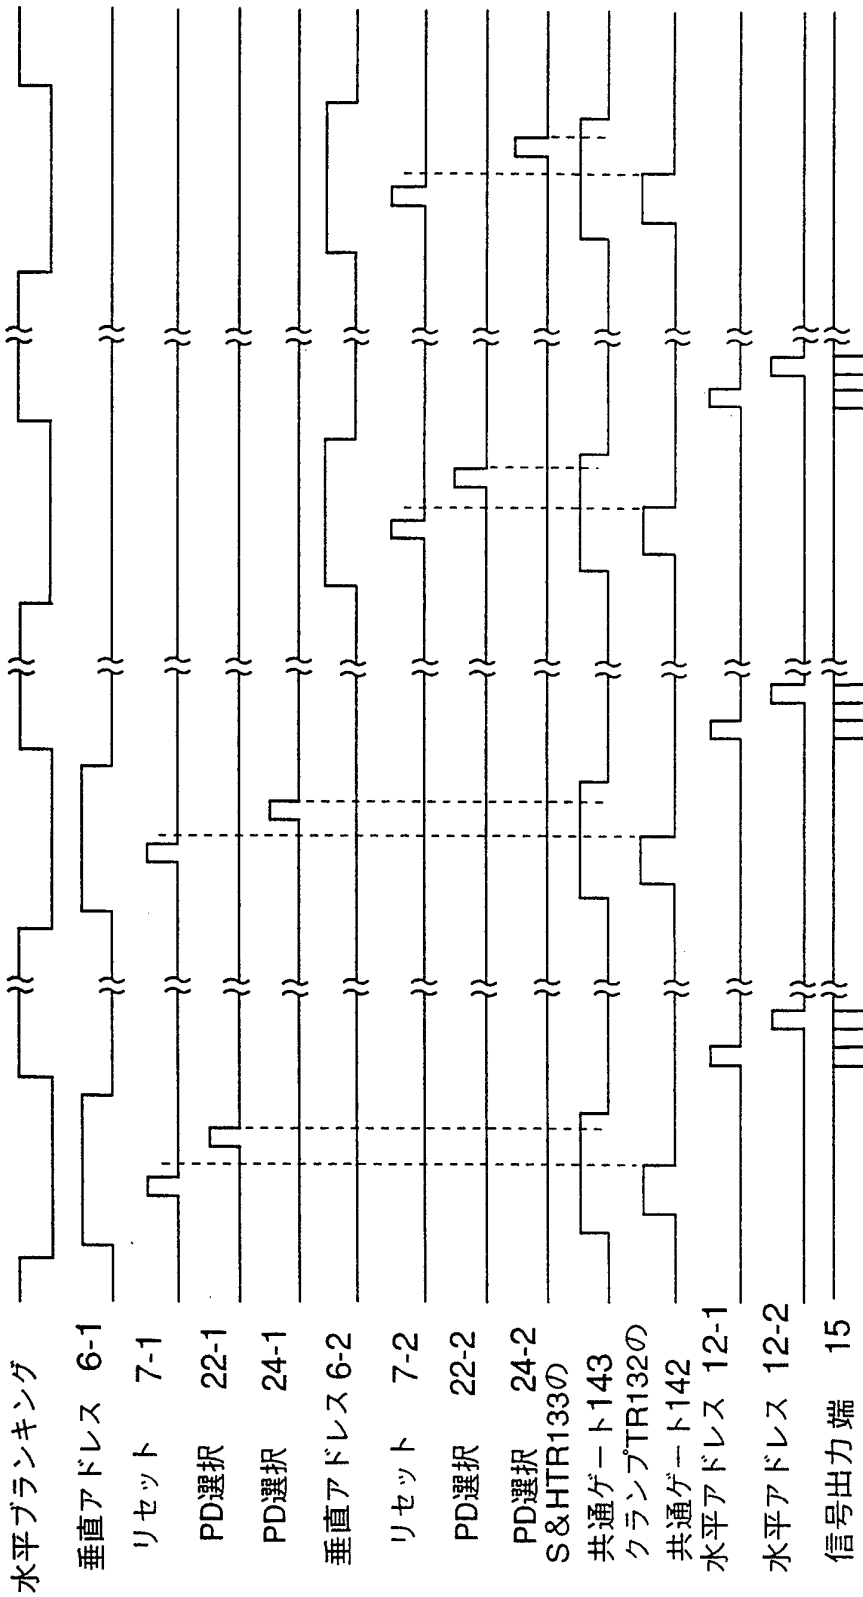 水平ブランキング
垂直アドレス 6-1
リセット 7-1
PD選択 22-1
PD選択 24-1
垂直アドレス 6-2
リセット 7-2
PD選択 22-2
PD選択 24-2
S&HTR133の
共通ゲート143
クランプTR132の
共通ゲート142
水平アドレス 12-1
水平アドレス 12-2
信号出力端 15